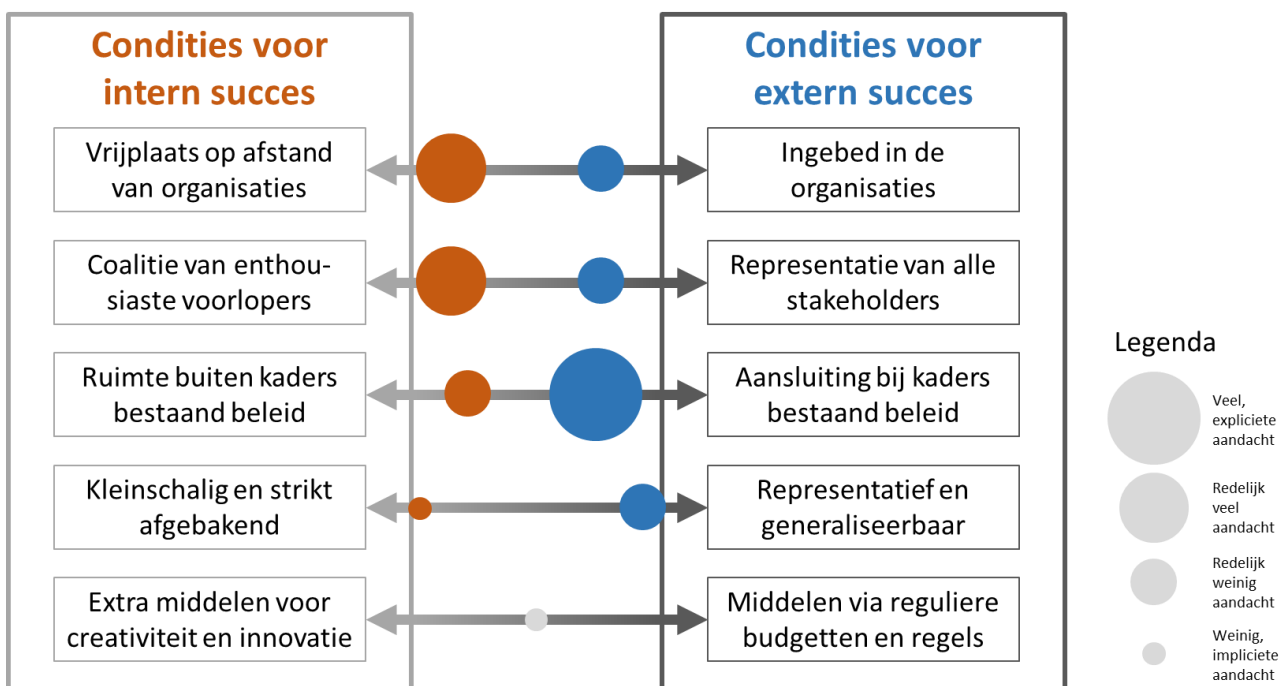 Condities voor
intern succes
Condities voor
extern succes
Vrijplaats op afstand
van organisaties
Ingebed in de
organisaties
Coalitie van enthou-
siaste voorlopers
Representatie van alle
stakeholders
Ruimte buiten kaders
bestaand beleid
Aansluiting bij kaders
bestaand beleid
Kleinschalig en strikt
afgebakend
Representatief en
generaliseerbaar
Extra middelen voor
creativiteit en innovatie
Middelen via reguliere
budgetten en regels
Legenda
Veel,
expliciete
aandacht
Redelijk
veel
aandacht
Redelijk
weinig
aandacht
Weinig,
impliciete
aandacht